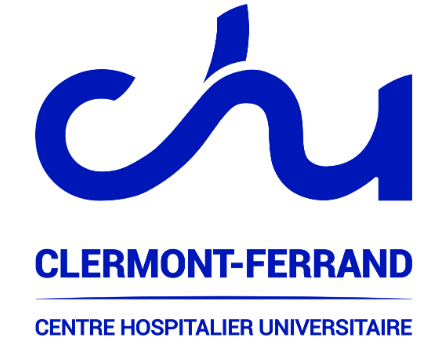 chu
CLERMONT-FERRAND
CENTRE HOSPITALIER UNIVERSITAIRE